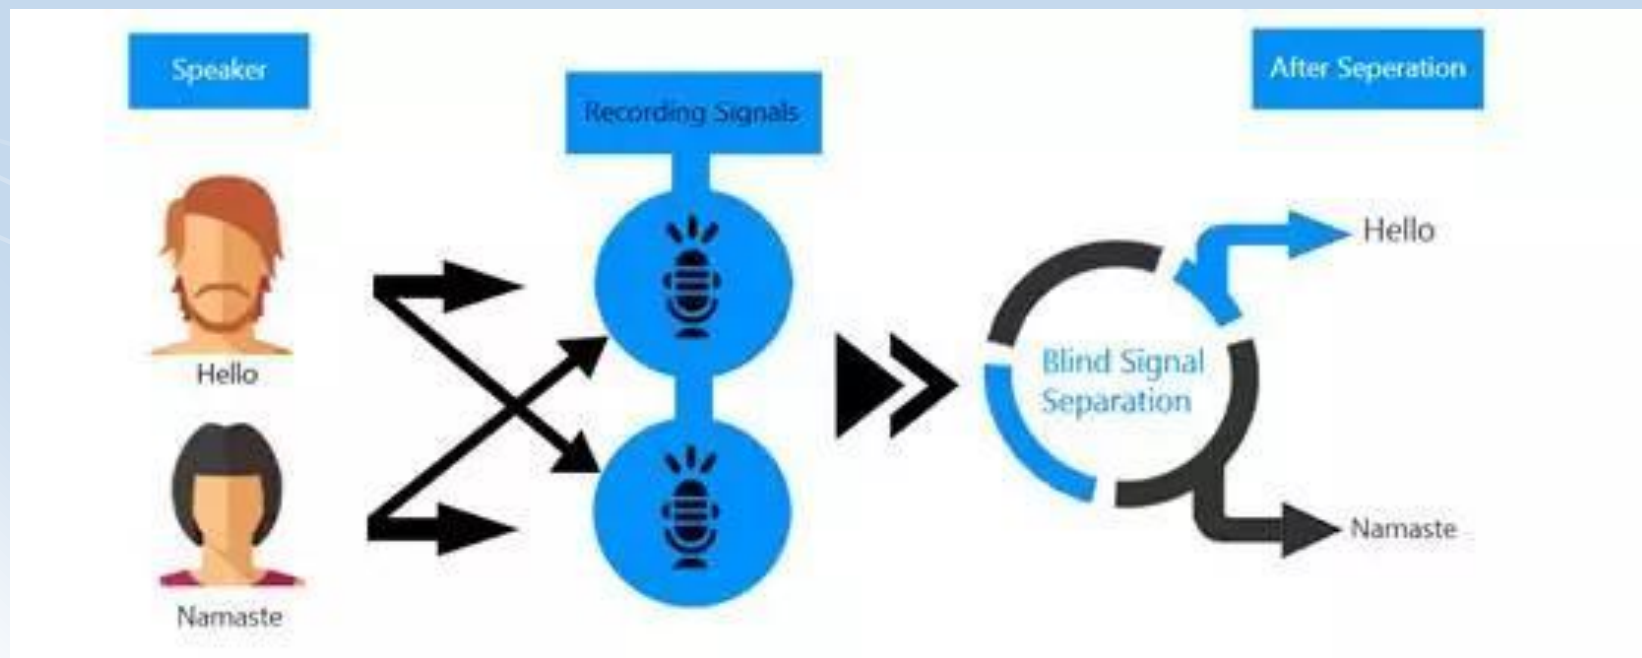 Speaker
Recording Signals
After Seperation
Hello
Namaste
Blind Signal
Separation
Hello
Namaste